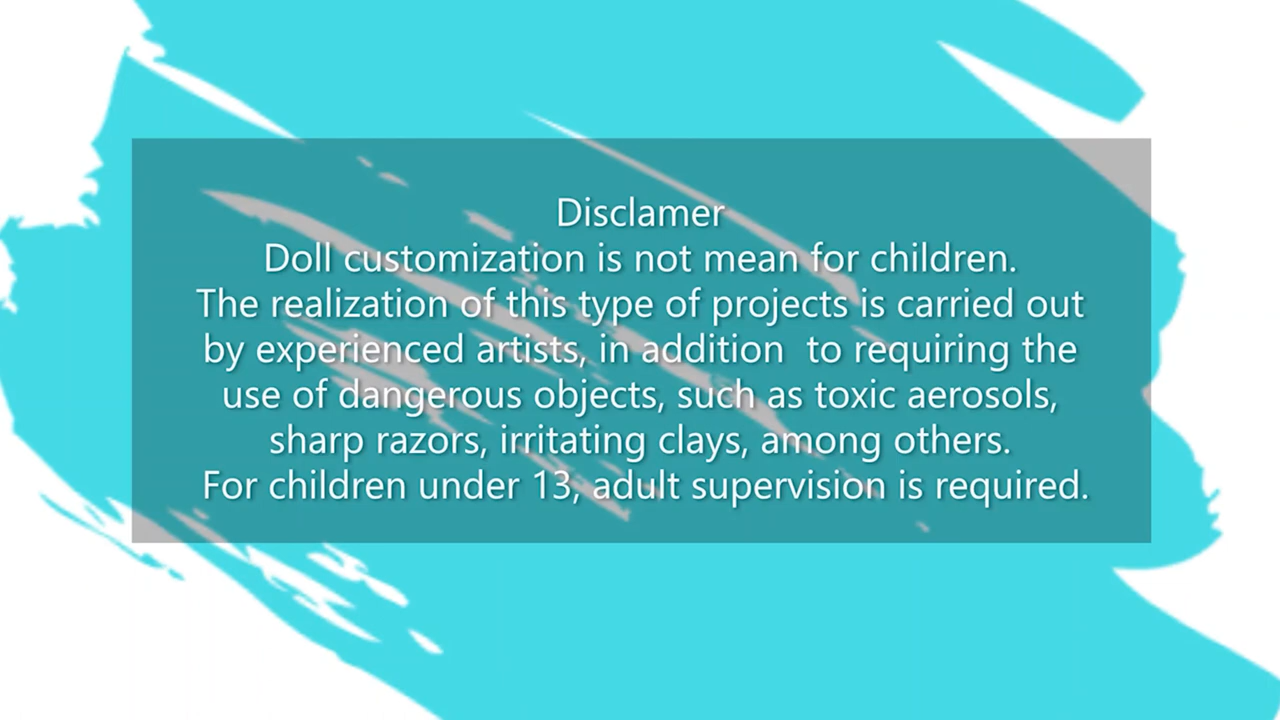 Disclamer
Doll customization is not mean for children.
The realization of this type of projects is carried out
by experienced artists, in addition  to requiring the
use of dangerous objects, such as toxic aerosols,
sharp razors, irritating clays, among others.
For children under 13, adult supervision is required.